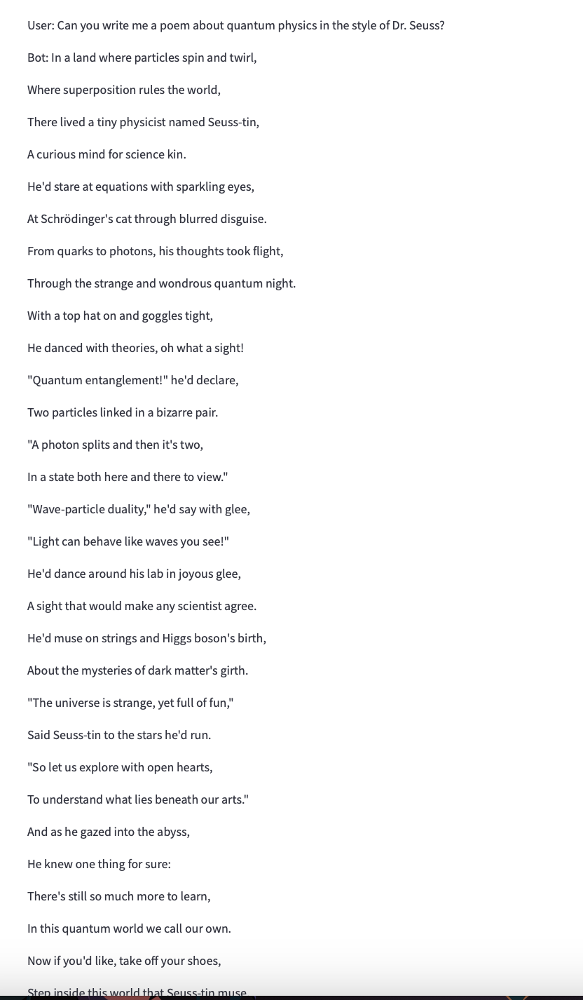 User: Can you write me a poem about quantum physics in the style of Dr. Seuss?
Bot: In a land where particles spin and twirl,
Where superposition rules the world,
There lived a tiny physicist named Seuss-tin,
A curious mind for science kin.
He'd stare at equations with sparkling eyes,
At Schrödinger's cat through blurred disguise.
From quarks to photons, his thoughts took flight,
Through the strange and wondrous quantum night.
With a top hat on and goggles tight,
He danced with theories, oh what a sight!
"Quantum entanglement!" he'd declare,
Two particles linked in a bizarre pair.
"A photon splits and then it's two,
In a state both here and there to view."
"Wave-particle duality," he'd say with glee,
"Light can behave like waves you see!"
He'd dance around his lab in joyous glee,
A sight that would make any scientist agree.
He'd muse on strings and Higgs boson's birth,
About the mysteries of dark matter's girth.
"The universe is strange, yet full of fun,"
Said Seuss-tin to the stars he'd run.
"So let us explore with open hearts,
To understand what lies beneath our arts."
And as he gazed into the abyss,
He knew one thing for sure:
There's still so much more to learn,
In this quantum world we call our own.
Now if you'd like, take off your shoes,
Step inside this world that Seuss-tin muse